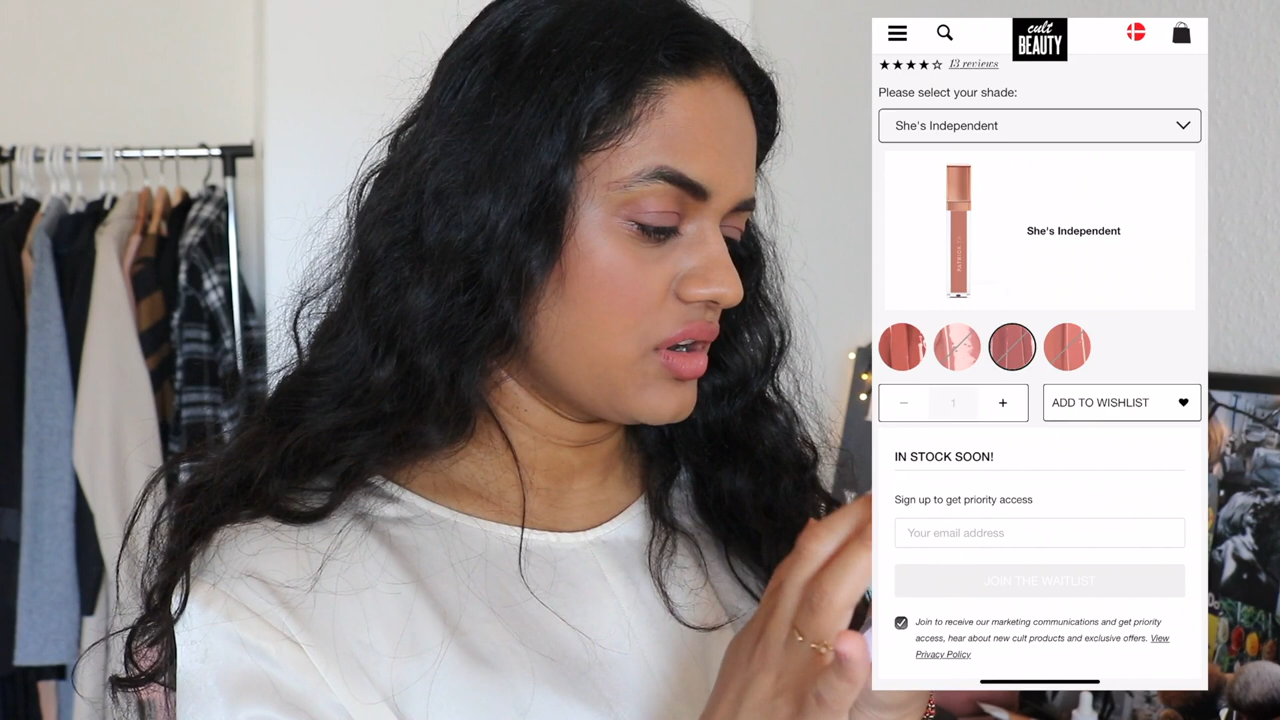 cult
BEAUTY
13 reviews
Please select your shade:
She's Independent
PATRICK TA
She's Independent
1
ADD TO WISHLIST
IN STOCK SOON!
Sign up to get priority access
Your email address
JOIN THE WAITLIST
Join to receive our marketing communications and get priority
access, hear about new cult products and exclusive offers. View
Privacy Policy